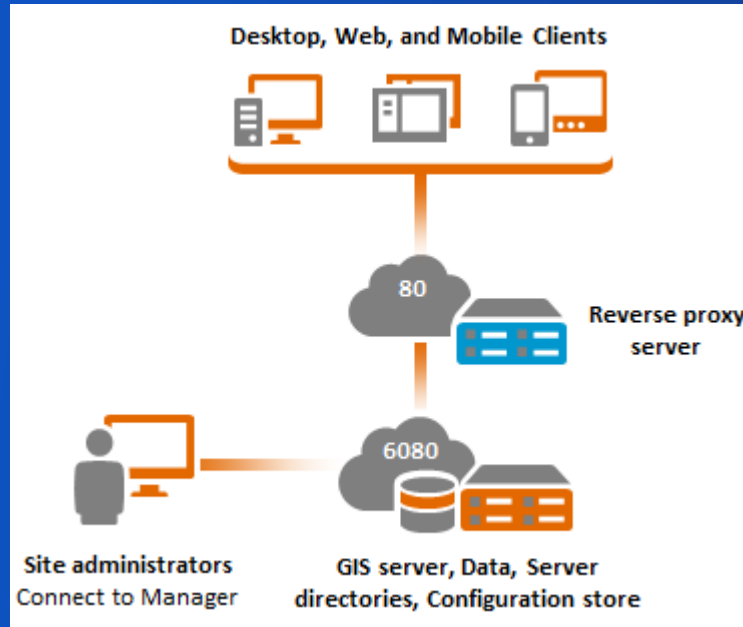 Desktop, Web, and Mobile Clients
80
Reverse proxy
server
6080
Site administrators
Connect to Manager
GIS server, Data, Server
directories, Configuration store